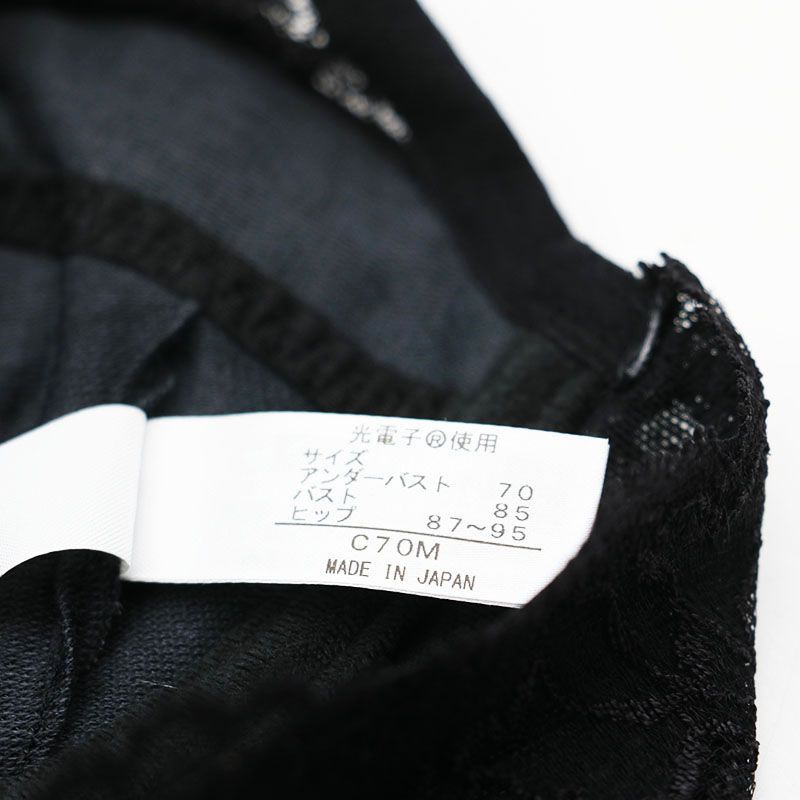 光電子®使用
サイズ
アンダーバスト 70
バスト 85
ヒップ 87~95
C70M
MADE IN JAPAN